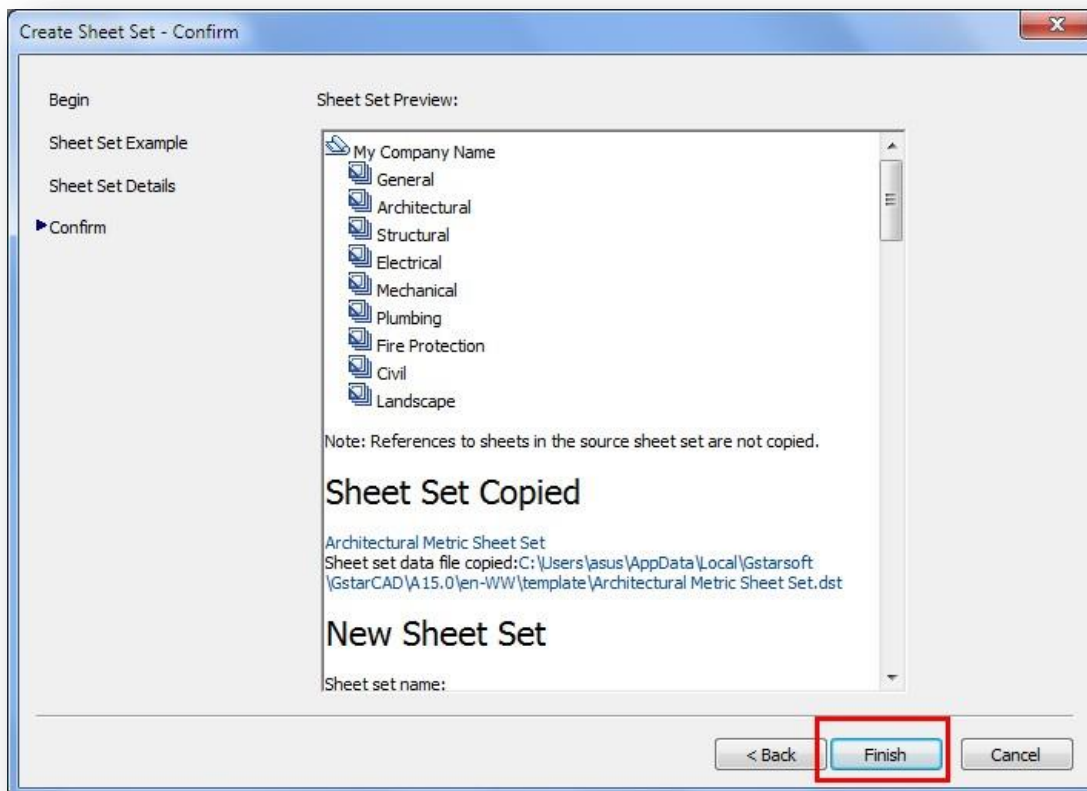 Create Sheet Set - Confirm
Begin
Sheet Set Example
Sheet Set Details
Confirm
Sheet Set Preview:
My Company Name
General
Architectural
Structural
Electrical
Mechanical
Plumbing
Fire Protection
Civil
Landscape
Note: References to sheets in the source sheet set are not copied.
Sheet Set Copied
Architectural Metric Sheet Set
Sheet set data file copied:C:\Users\asus\AppData\Local\Gstarsoft
\GstarCAD\A15.0\en-WW\template\Architectural Metric Sheet Set.dst
New Sheet Set
Sheet set name:
< Back
Finish
Cancel